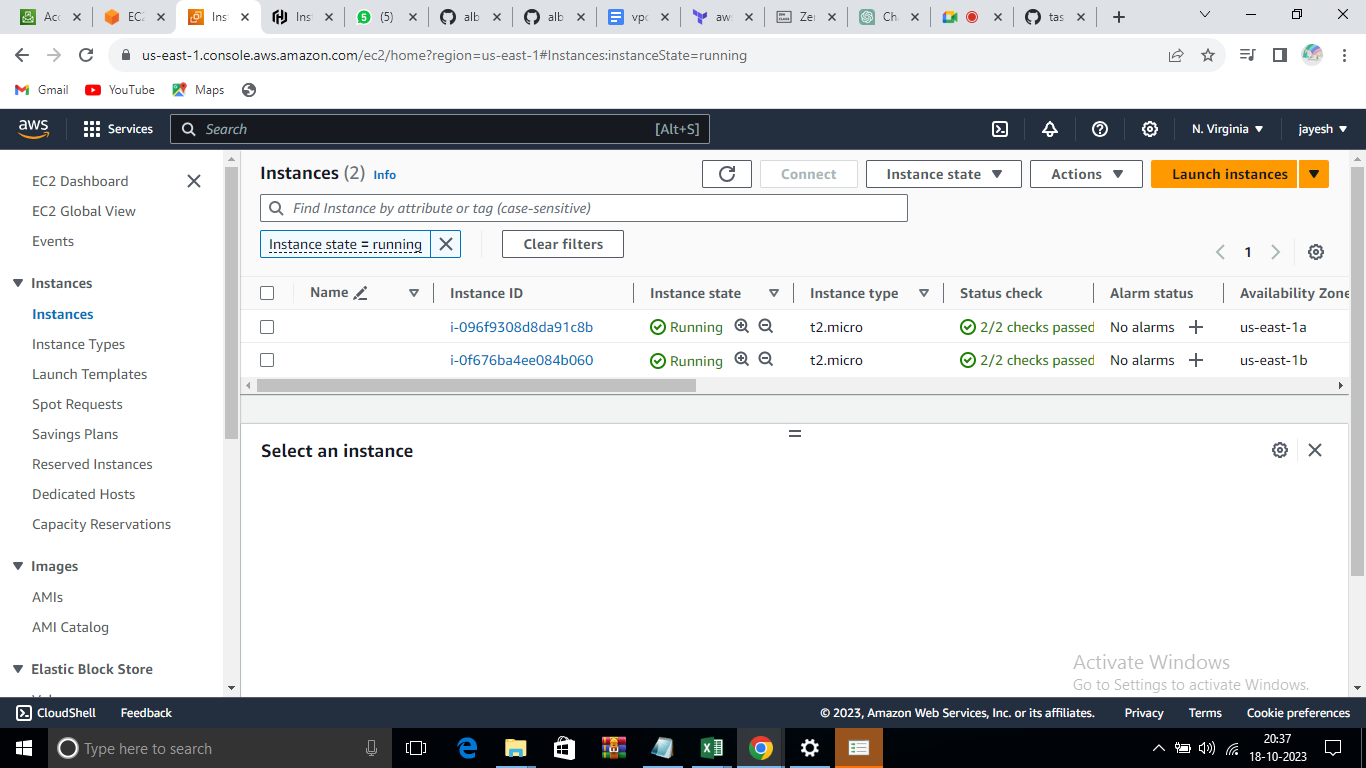 Acc EC2 Ins Ins (5) alb alb vpc aws Zer Cha tas
us-east-1.console.aws.amazon.com/ec2/home?region=us-east-1#Instances:instanceState=running
Gmail YouTube Maps
aws Services Search [Alt+S] N. Virginia jayesh
EC2 Dashboard
EC2 Global View
Events
Instances
Instances
Instance Types
Launch Templates
Spot Requests
Savings Plans
Reserved Instances
Dedicated Hosts
Capacity Reservations
Images
AMIs
AMI Catalog
Elastic Block Store
Instances (2) Info Connect Instance state Actions Launch instances
Find Instance by attribute or tag (case-sensitive)
Instance state = running Clear filters 1
Name Instance ID Instance state Instance type Status check Alarm status Availability Zone
i-096f9308d8da91c8b Running t2.micro 2/2 checks passed No alarms us-east-1a
i-0f676ba4ee084b060 Running t2.micro 2/2 checks passed No alarms us-east-1b
Select an instance
Activate Windows
Go to Settings to activate Windows.
CloudShell Feedback © 2023, Amazon Web Services, Inc. or its affiliates. Privacy Terms Cookie preferences
Type here to search
20:37
18-10-2023